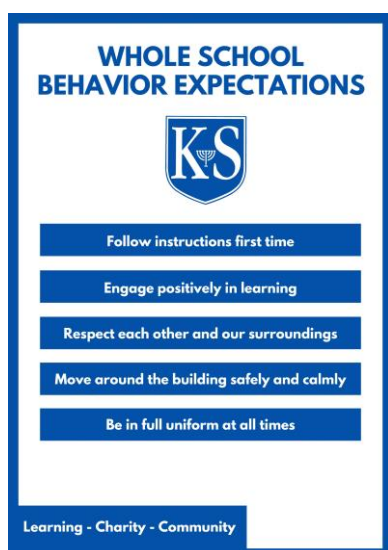 WHOLE SCHOOL
BEHAVIOR EXPECTATIONS
KS
Follow instructions first time
Engage positively in learning
Respect each other and our surroundings
Move around the building safely and calmly
Be in full uniform at all times
Learning - Charity - Community